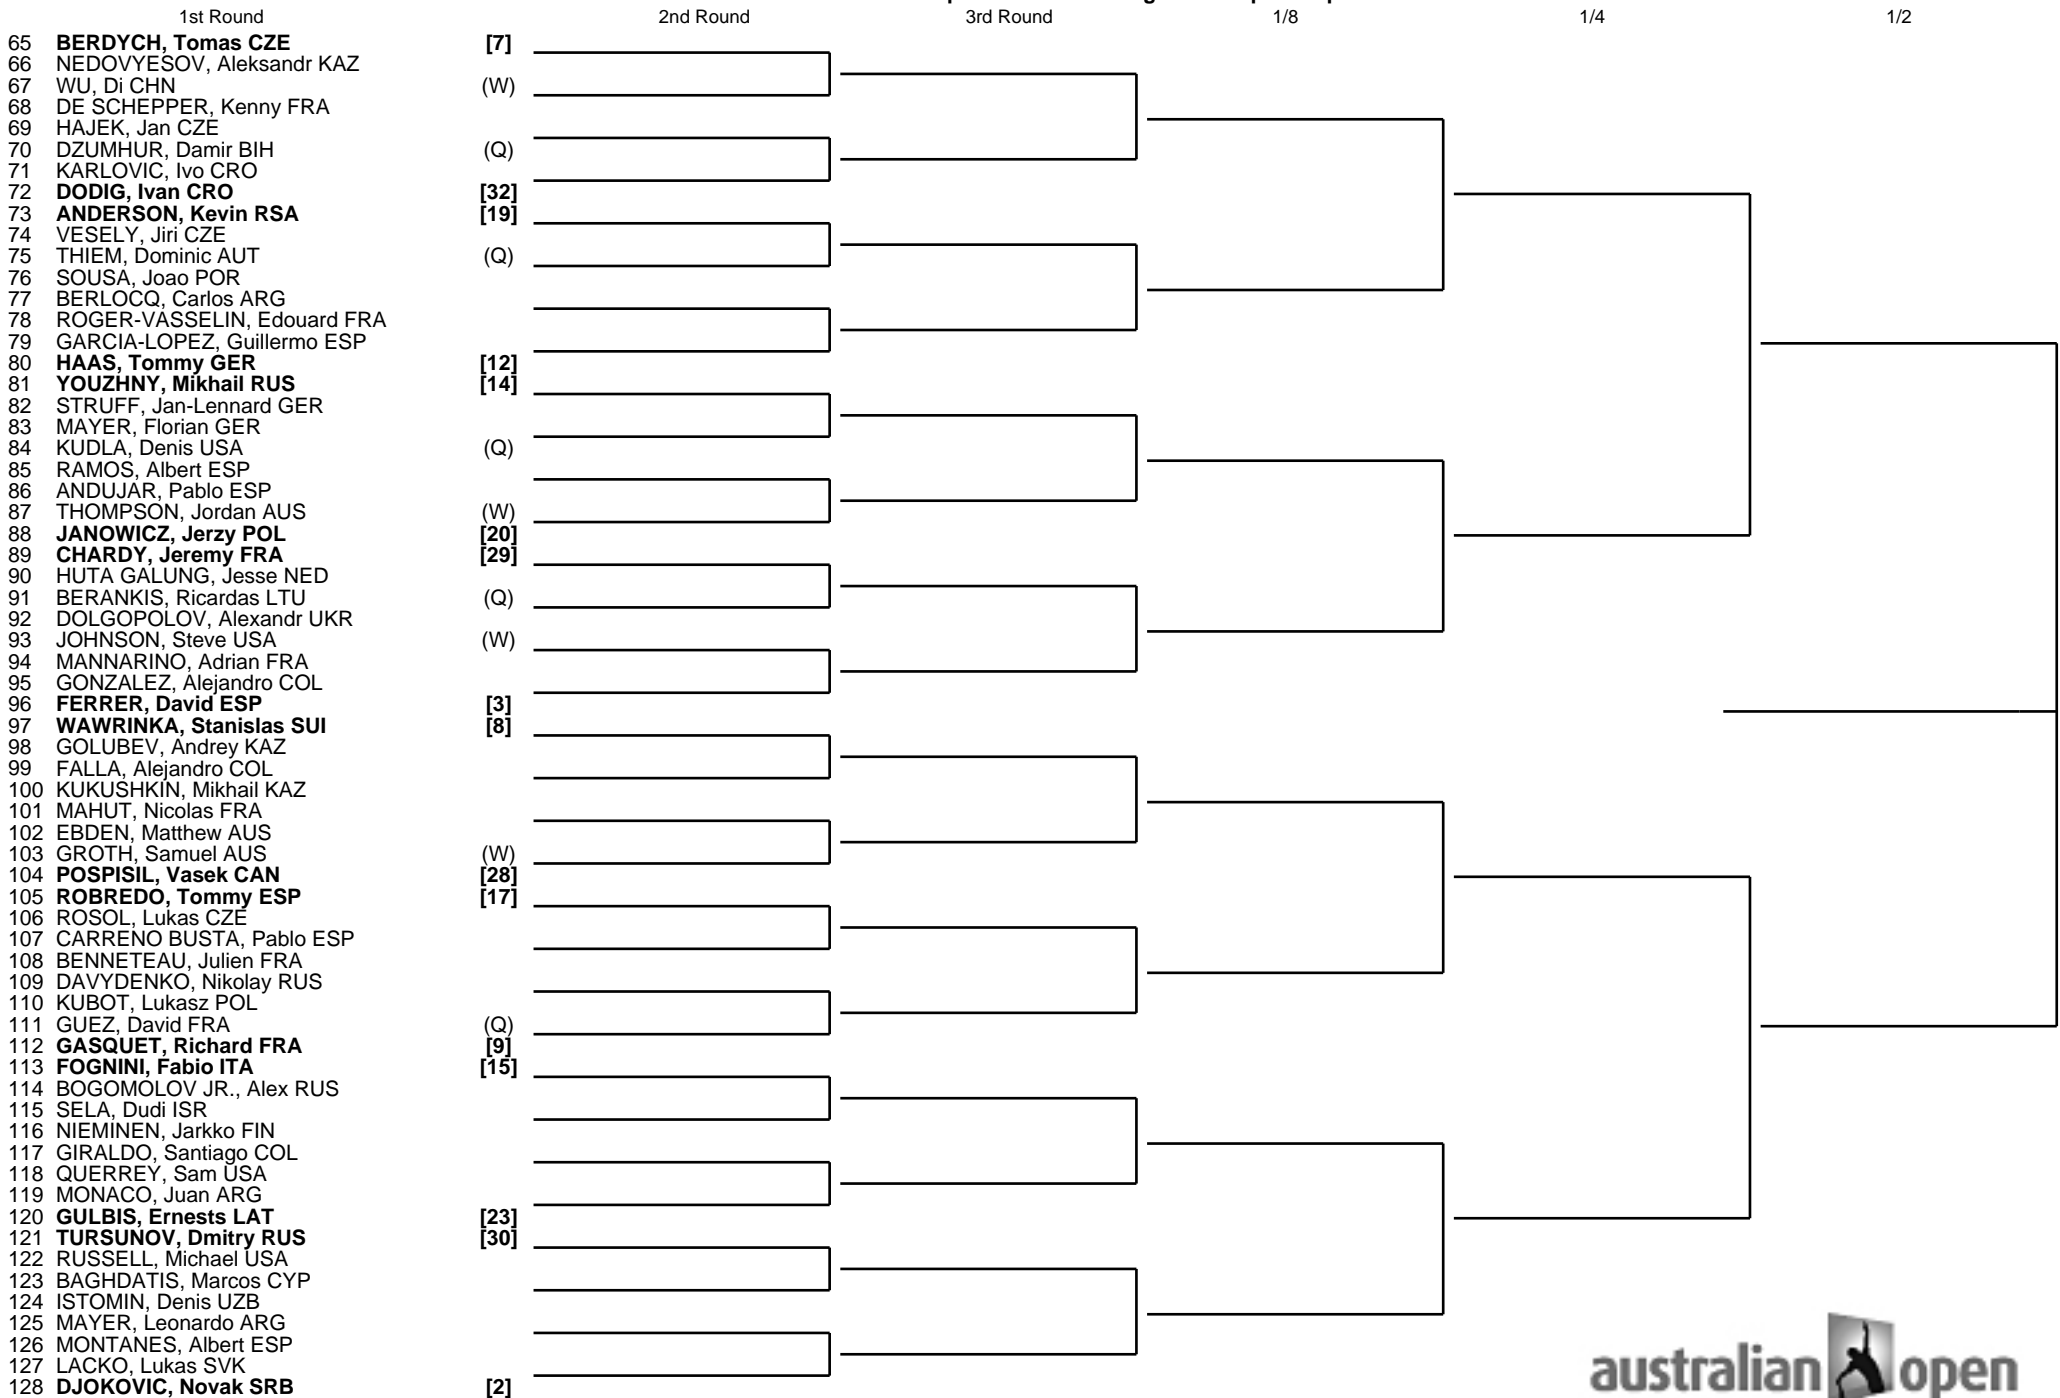 1st Round 2nd Round 3rd Round 1/8 1/4 1/2
65 BERDYCH, Tomas CZE [7]
66 NEDOVYESOV, Aleksandr KAZ
67 WU, Di CHN (W)
68 DE SCHEPPER, Kenny FRA
69 HAJEK, Jan CZE
70 DZUMHUR, Damir BIH (Q)
71 KARLOVIC, Ivo CRO
72 DODIG, Ivan CRO [32]
73 ANDERSON, Kevin RSA [19]
74 VESELY, Jiri CZE
75 THIEM, Dominic AUT (Q)
76 SOUSA, Joao POR
77 BERLOCQ, Carlos ARG
78 ROGER-VASSELIN, Edouard FRA
79 GARCIA-LOPEZ, Guillermo ESP
80 HAAS, Tommy GER [12]
81 YOUZHNY, Mikhail RUS [14]
82 STRUFF, Jan-Lennard GER
83 MAYER, Florian GER
84 KUDLA, Denis USA (Q)
85 RAMOS, Albert ESP
86 ANDUJAR, Pablo ESP
87 THOMPSON, Jordan AUS (W)
88 JANOWICZ, Jerzy POL [20]
89 CHARDY, Jeremy FRA [29]
90 HUTA GALUNG, Jesse NED
91 BERANKIS, Ricardas LTU (Q)
92 DOLGOPOLOV, Alexandr UKR
93 JOHNSON, Steve USA (W)
94 MANNARINO, Adrian FRA
95 GONZALEZ, Alejandro COL
96 FERRER, David ESP [3]
97 WAWRINKA, Stanislas SUI [8]
98 GOLUBEV, Andrey KAZ
99 FALLA, Alejandro COL
100 KUKUSHKIN, Mikhail KAZ
101 MAHUT, Nicolas FRA
102 EBDEN, Matthew AUS
103 GROTH, Samuel AUS (W)
104 POSPISIL, Vasek CAN [28]
105 ROBREDO, Tommy ESP [17]
106 ROSOL, Lukas CZE
107 CARRENO BUSTA, Pablo ESP
108 BENNETEAU, Julien FRA
109 DAVYDENKO, Nikolay RUS
110 KUBOT, Lukasz POL
111 GUEZ, David FRA (Q)
112 GASQUET, Richard FRA [9]
113 FOGNINI, Fabio ITA [15]
114 BOGOMOLOV JR., Alex RUS
115 SELA, Dudi ISR
116 NIEMINEN, Jarkko FIN
117 GIRALDO, Santiago COL
118 QUERREY, Sam USA
119 MONACO, Juan ARG
120 GULBIS, Ernests LAT [23]
121 TURSUNOV, Dmitry RUS [30]
122 RUSSELL, Michael USA
123 BAGHDATIS, Marcos CYP
124 ISTOMIN, Denis UZB
125 MAYER, Leonardo ARG
126 MONTANES, Albert ESP
127 LACKO, Lukas SVK
128 DJOKOVIC, Novak SRB [2]
australian open